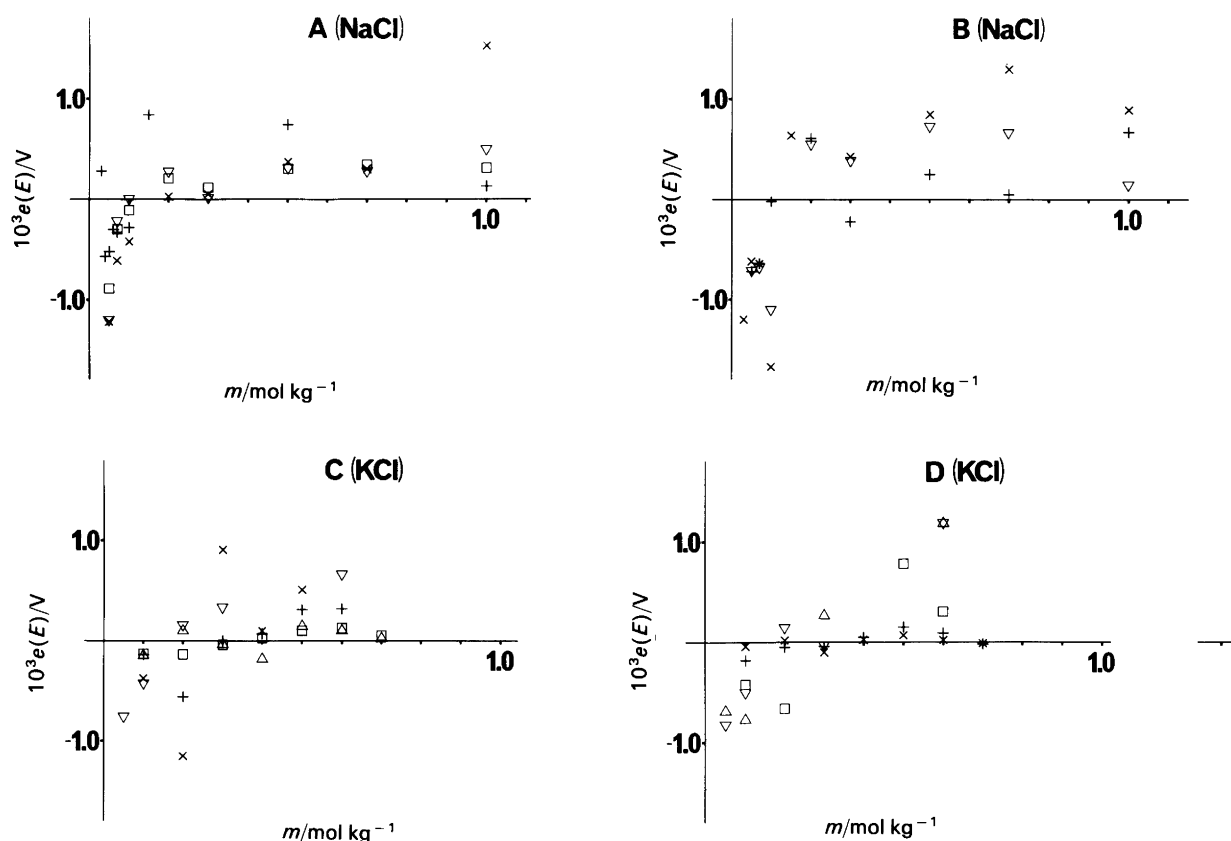 A (NaCl)
1.0
10³e(E)/V
1.0
-1.0
m/mol kg⁻¹
B (NaCl)
1.0
10³e(E)/V
1.0
-1.0
m/mol kg⁻¹
C (KCl)
1.0
10³e(E)/V
1.0
-1.0
m/mol kg⁻¹
D (KCl)
1.0
10³e(E)/V
1.0
-1.0
m/mol kg⁻¹